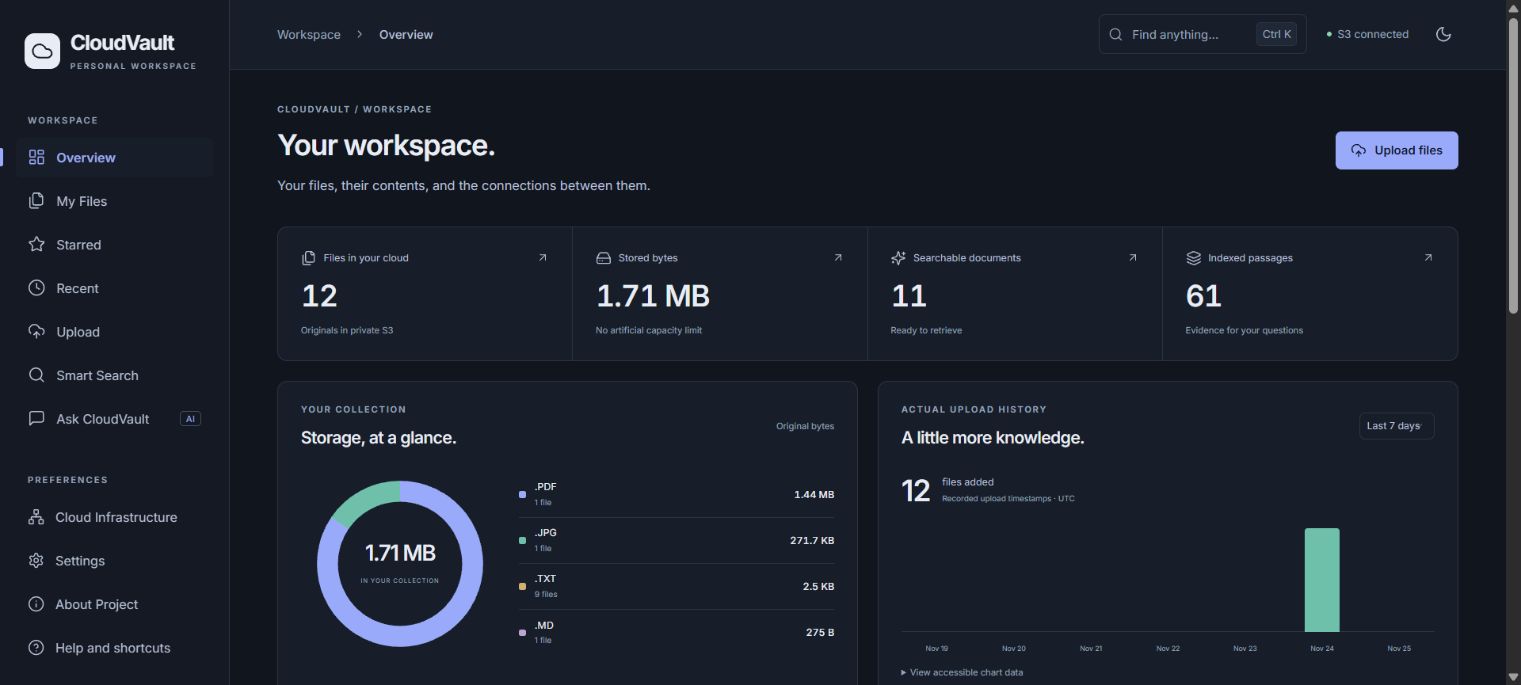 CloudVault
PERSONAL WORKSPACE
WORKSPACE
Overview
My Files
Starred
Recent
Upload
Smart Search
Ask CloudVault AI
PREFERENCES
Cloud Infrastructure
Settings
About Project
Help and shortcuts
Workspace > Overview
Find anything... Ctrl K
S3 connected
CLOUDVAULT / WORKSPACE
Your workspace.
Your files, their contents, and the connections between them.
Upload files
Files in your cloud
12
Originals in private S3
Stored bytes
1.71 MB
No artificial capacity limit
Searchable documents
11
Ready to retrieve
Indexed passages
61
Evidence for your questions
YOUR COLLECTION
Storage, at a glance.
Original bytes
1.71 MB
IN YOUR COLLECTION
.PDF
1 file
1.44 MB
.JPG
1 file
271.7 KB
.TXT
9 files
2.5 KB
.MD
1 file
275 B
ACTUAL UPLOAD HISTORY
A little more knowledge.
Last 7 days
12
files added
Recorded upload timestamps · UTC
Nov 19 Nov 20 Nov 21 Nov 22 Nov 23 Nov 24 Nov 25
View accessible chart data